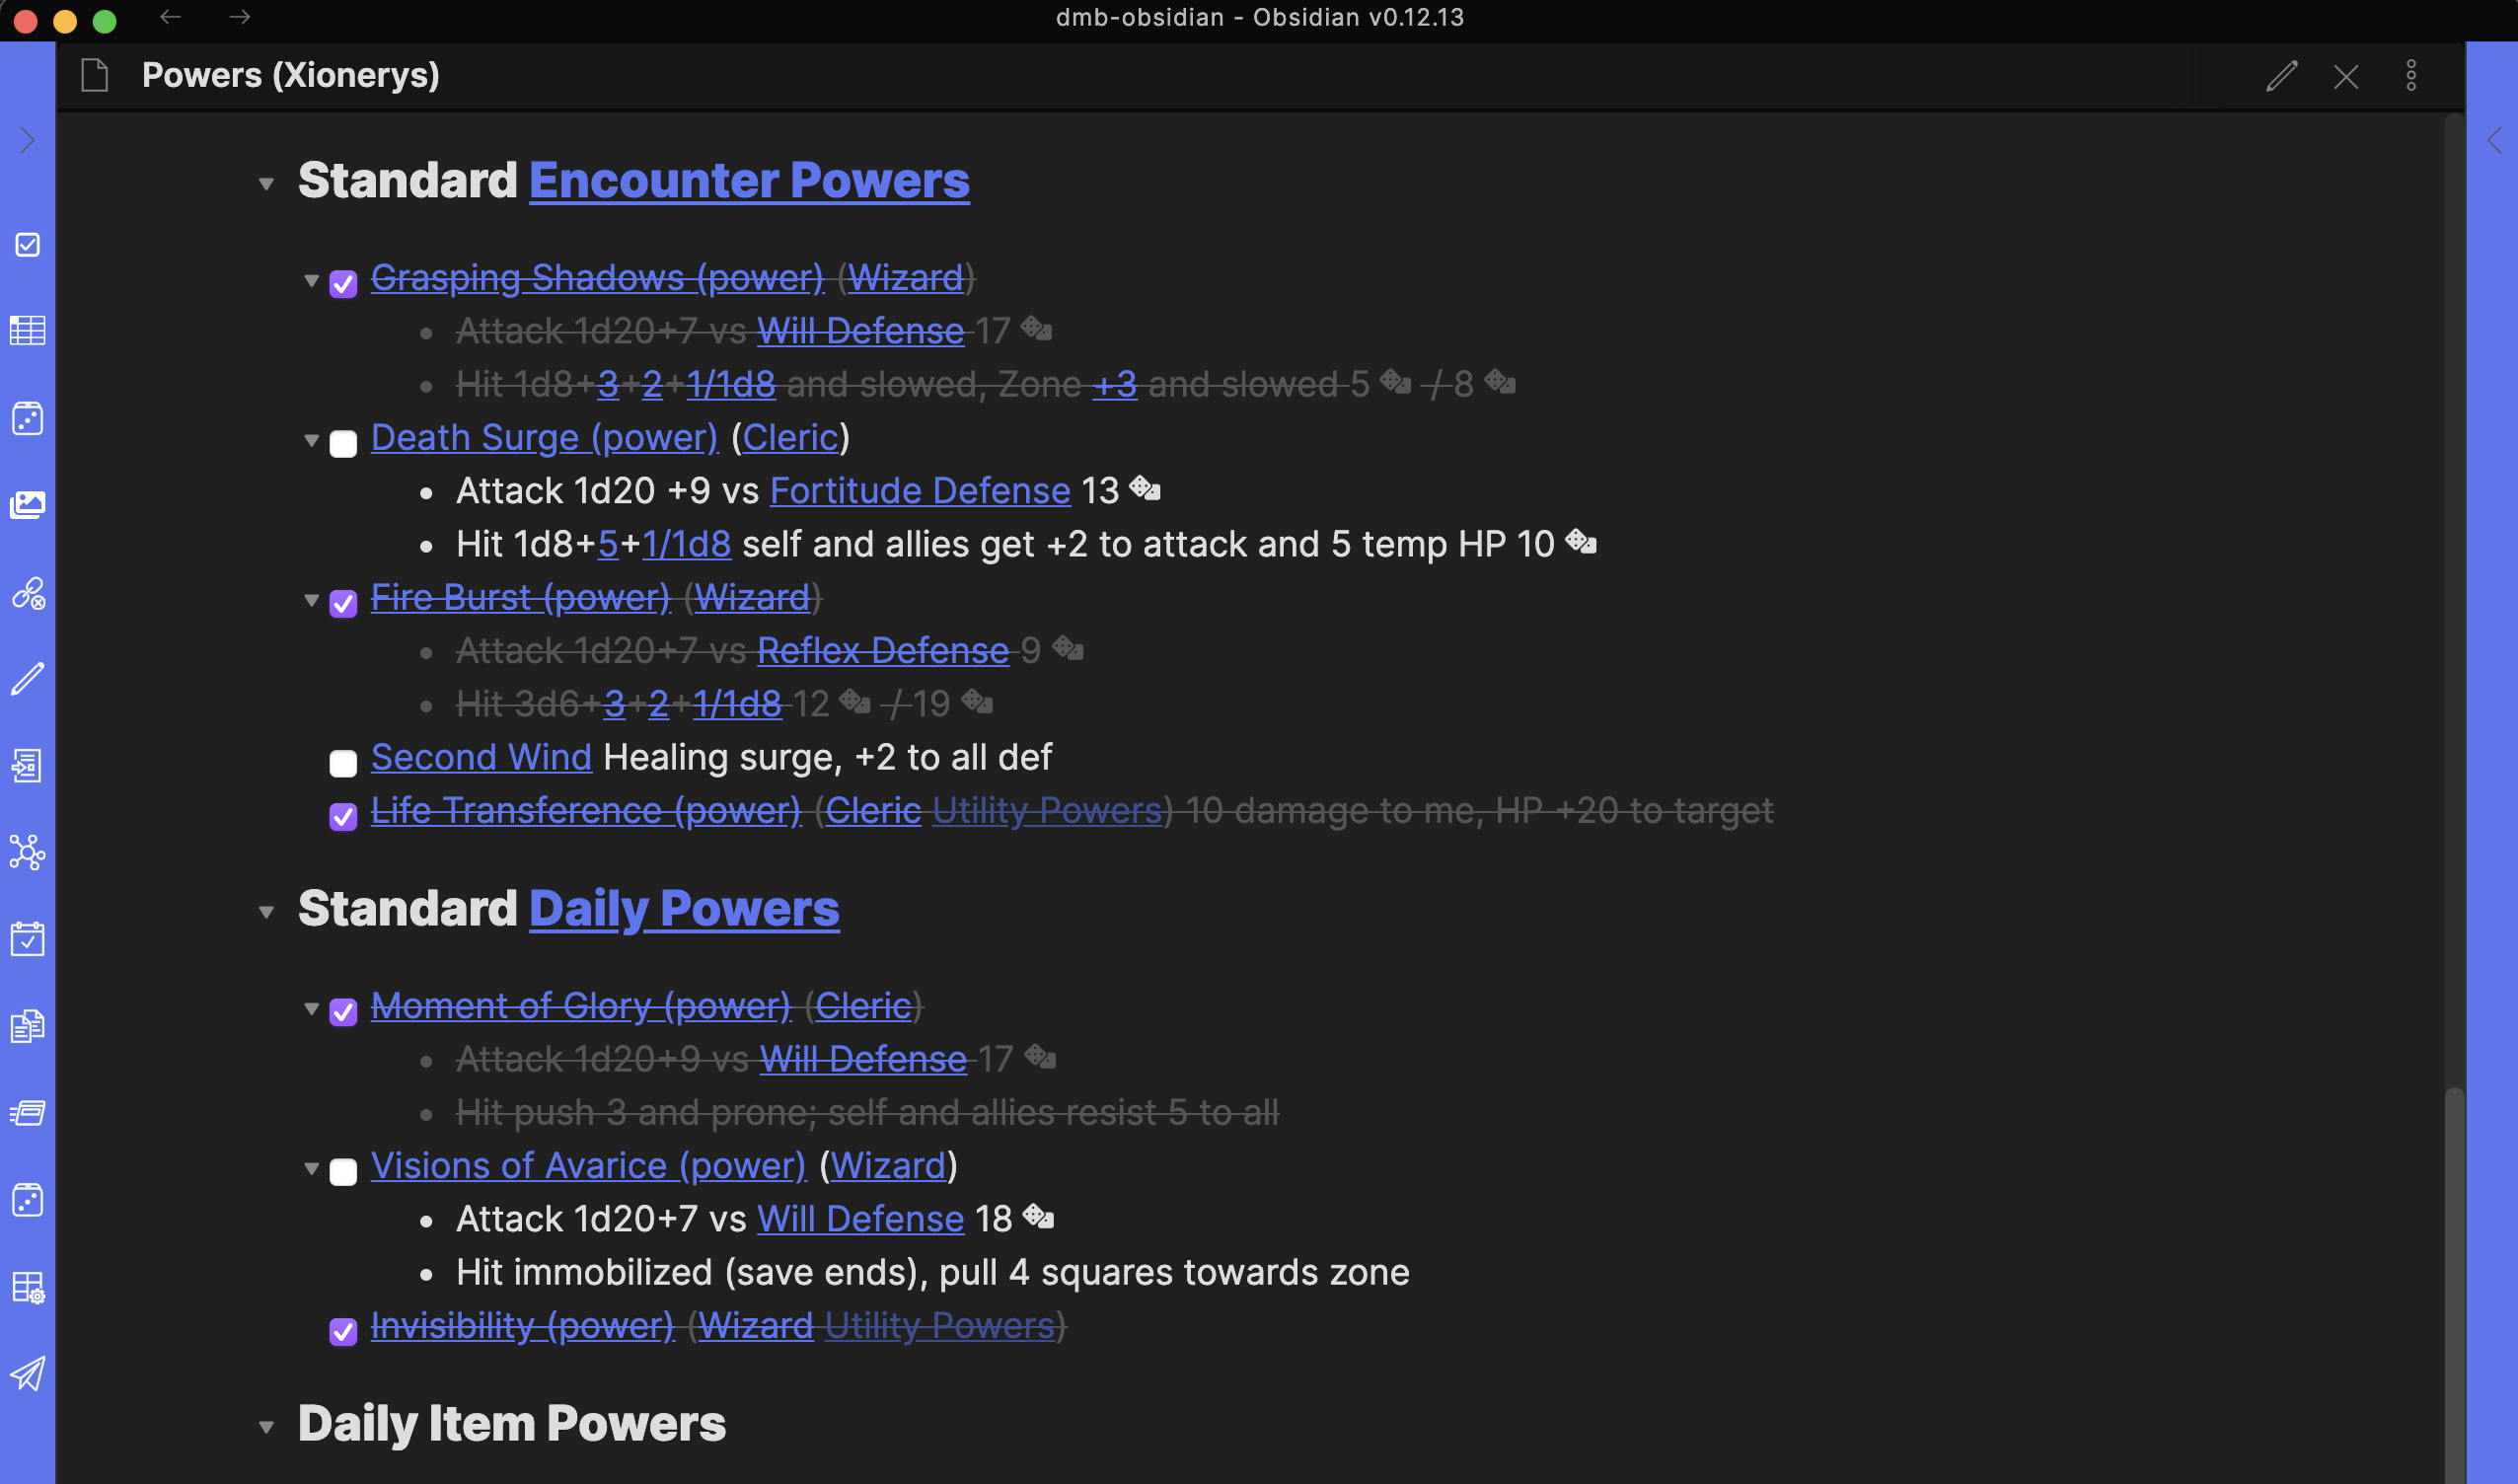 dmb-obsidian - Obsidian v0.12.13
Powers (Xionerys)
Standard Encounter Powers
Grasping Shadows (power) (Wizard)
Attack 1d20+7 vs Will Defense 17
Hit 1d8+3+2+1/1d8 and slowed, Zone +3 and slowed 5 / 8
Death Surge (power) (Cleric)
Attack 1d20 +9 vs Fortitude Defense 13
Hit 1d8+5+1/1d8 self and allies get +2 to attack and 5 temp HP 10
Fire Burst (power) (Wizard)
Attack 1d20+7 vs Reflex Defense 9
Hit 3d6+3+2+1/1d8 12 / 19
Second Wind Healing surge, +2 to all def
Life Transference (power) (Cleric Utility Powers) 10 damage to me, HP +20 to target
Standard Daily Powers
Moment of Glory (power) (Cleric)
Attack 1d20+9 vs Will Defense 17
Hit push 3 and prone; self and allies resist 5 to all
Visions of Avarice (power) (Wizard)
Attack 1d20+7 vs Will Defense 18
Hit immobilized (save ends), pull 4 squares towards zone
Invisibility (power) (Wizard Utility Powers)
Daily Item Powers